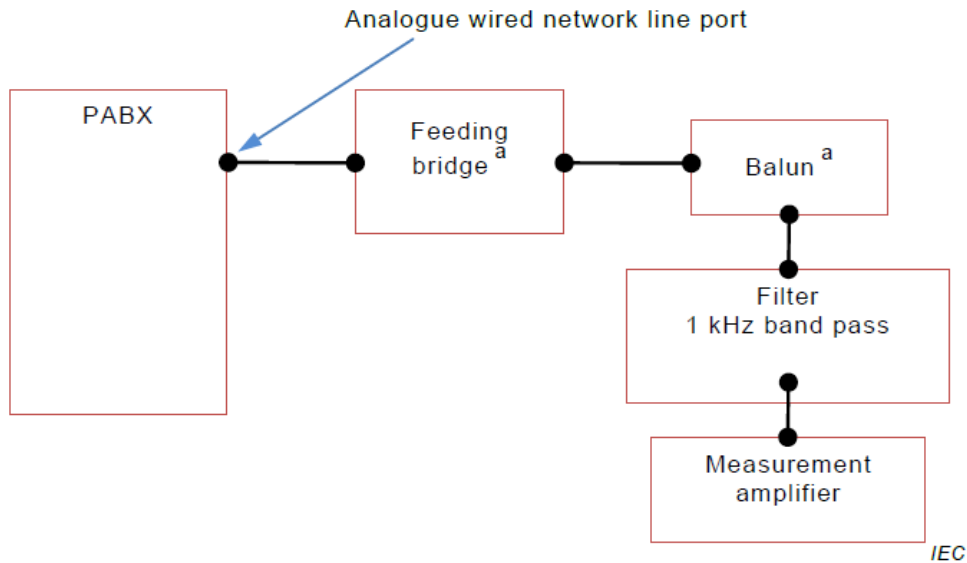 Analogue wired network line port
PABX
Feeding
bridge a
Balun a
Filter
1 kHz band pass
Measurement
amplifier
IEC